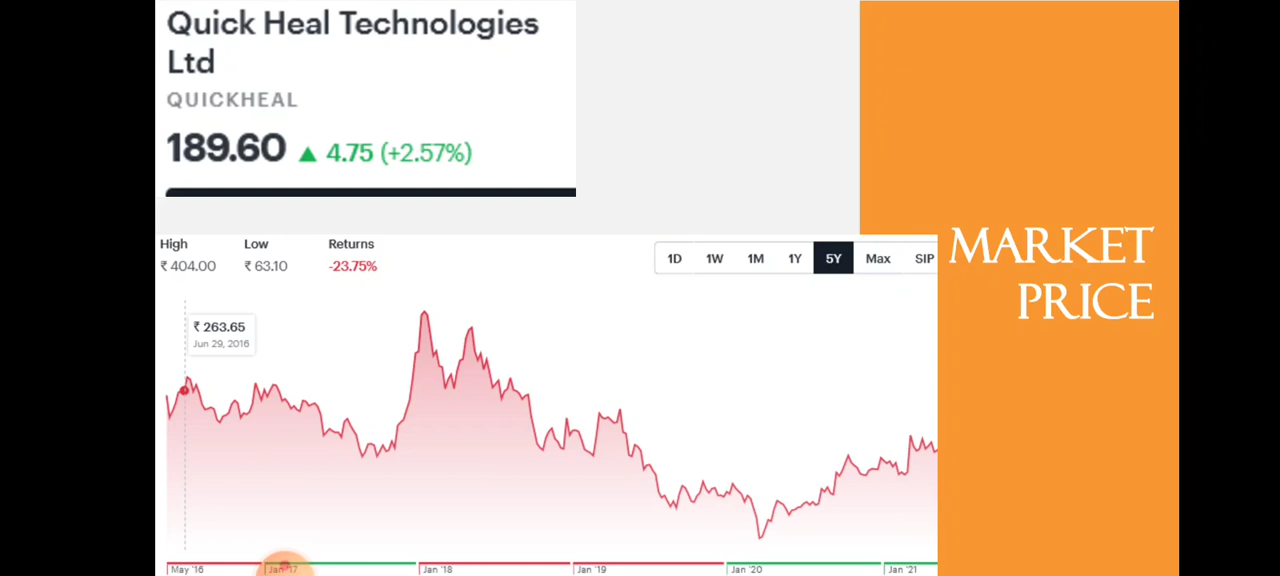 Quick Heal Technologies
Ltd
QUICKHEAL
189.60 ▲ 4.75 (+2.57%)
High Low Returns
₹ 404.00 ₹ 63.10 -23.75%
1D 1W 1M 1Y 5Y Max SIP
MARKET
PRICE
₹ 263.65
Jun 29, 2016
May '16 Jan '17 Jan '18 Jan '19 Jan '20 Jan '21